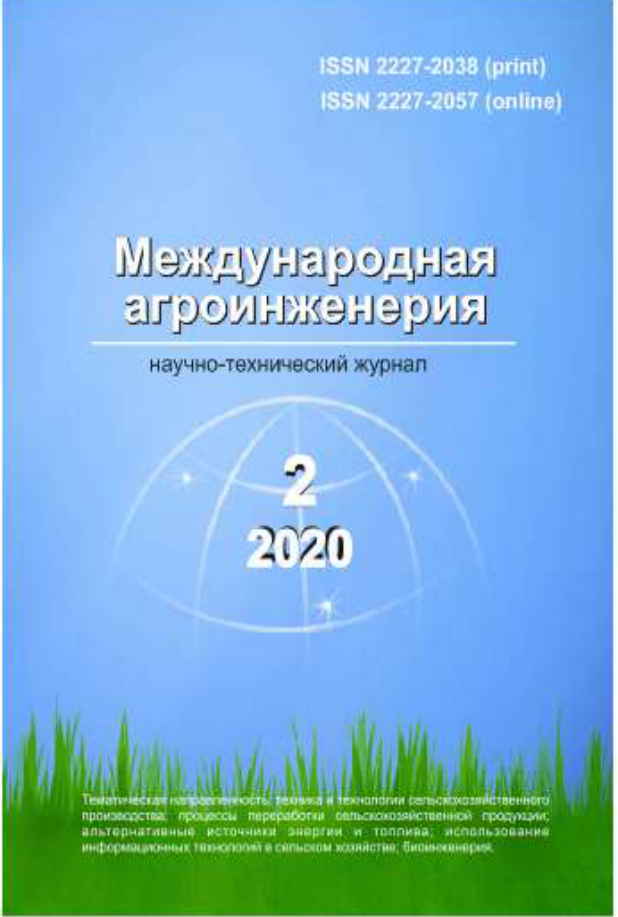 ISSN 2227-2038 (print)
ISSN 2227-2057 (online)
Международная
агроинженерия
научно-технический журнал
2
2020
Тематическая направленность: техника и технологии сельскохозяйственного
производства; процессы переработки сельскохозяйственной продукции;
альтернативные источники энергии и топлива; использование
информационных технологий в сельском хозяйстве; биоинженерия.